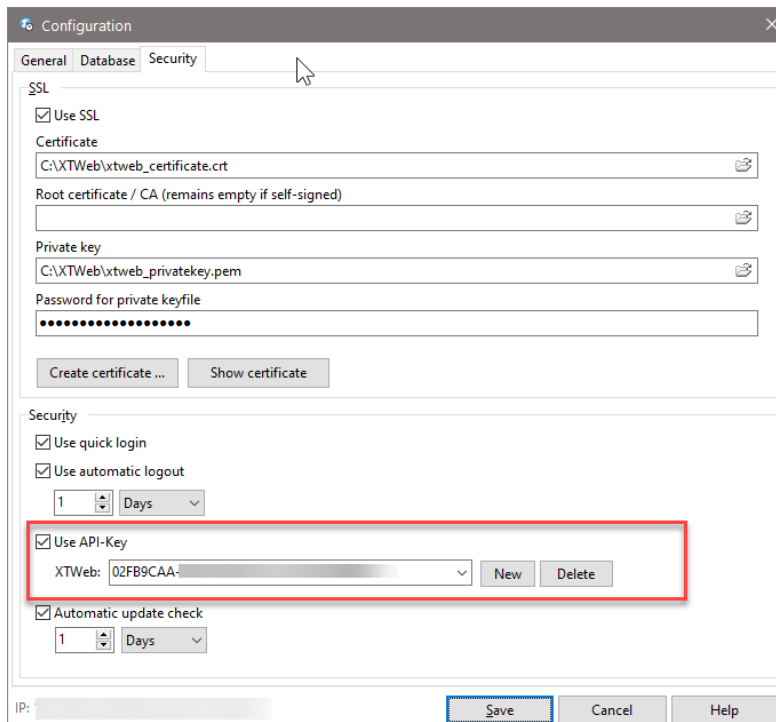 Configuration
General Database Security
SSL
Use SSL
Certificate
C:\XTWeb\xtweb_certificate.crt
Root certificate / CA (remains empty if self-signed)
Private key
C:\XTWeb\xtweb_privatekey.pem
Password for private keyfile
●●●●●●●●●●●●●●●●●●●
Create certificate ... Show certificate
Security
Use quick login
Use automatic logout
1 Days
Use API-Key
XTWeb: 02FB9CAA- New Delete
Automatic update check
1 Days
IP: Save Cancel Help